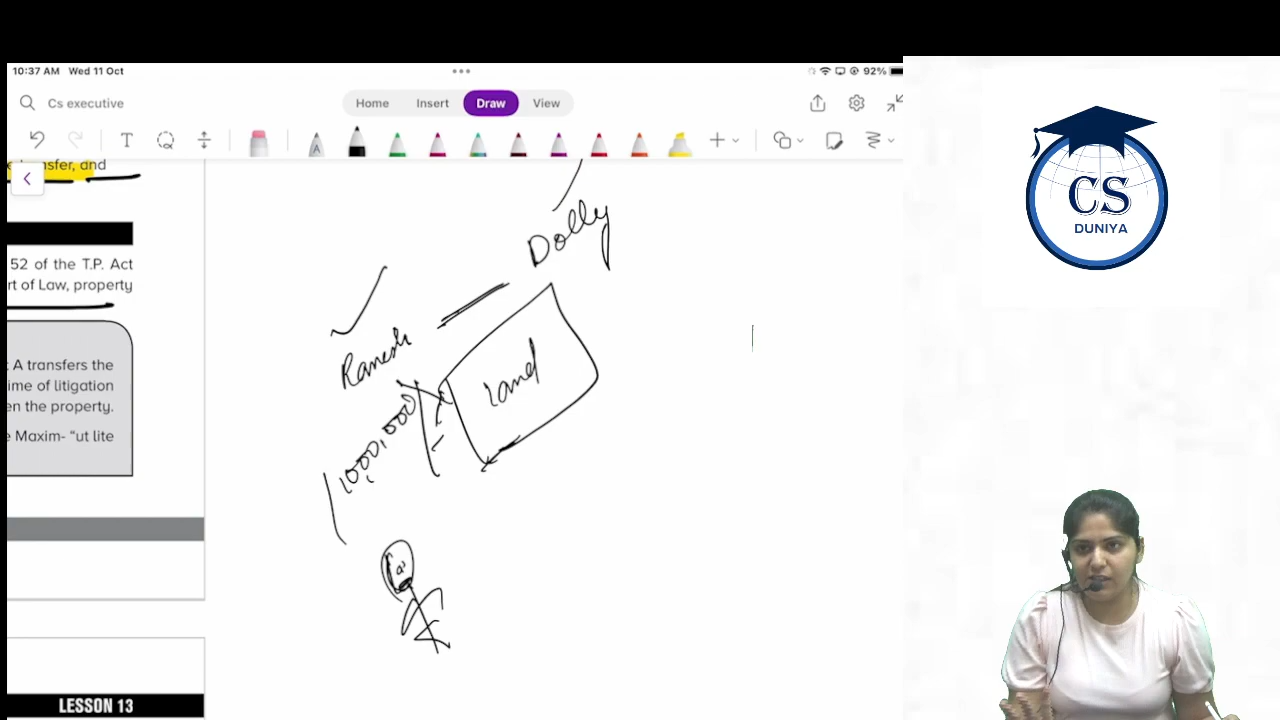 10:37 AM Wed 11 Oct
92%
Cs executive
Home Insert Draw View
T
A
nsfer, and
52 of the T.P. Act
rt of Law, property
: A transfers the
ime of litigation
en the property.
e Maxim- “ut lite
LESSON 13
Dolly
Ramesh
Land
CS
DUNIYA